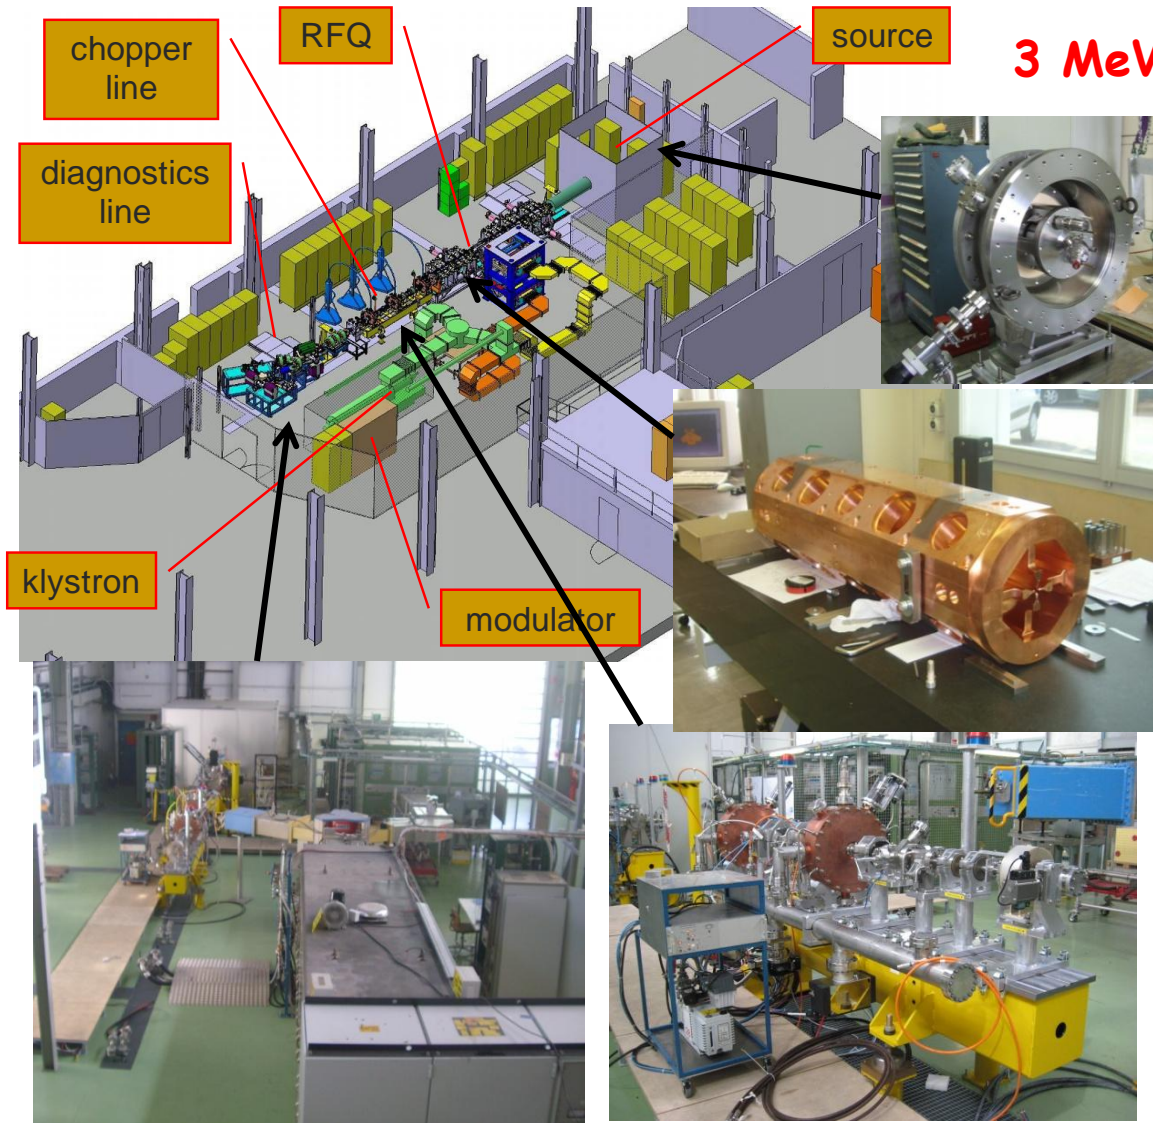 chopper
line
RFQ
source
3 MeV
diagnostics
line
klystron
modulator